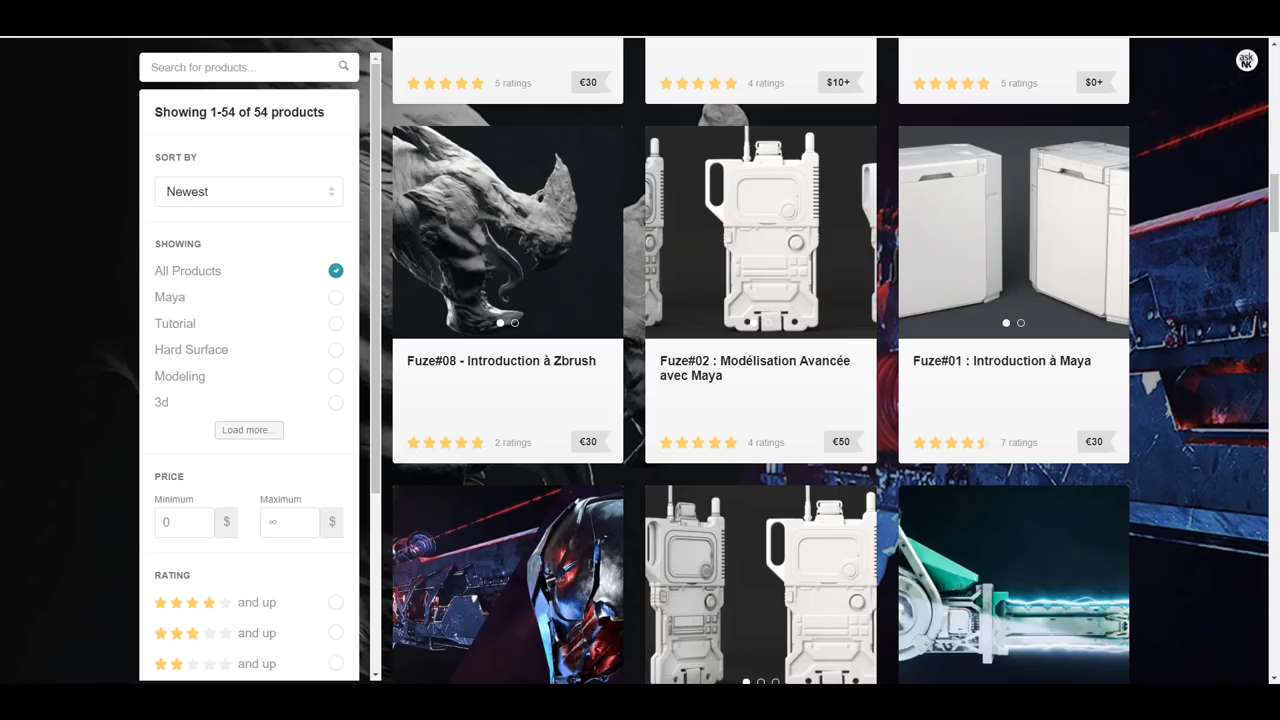 Search for products...
Showing 1-54 of 54 products
SORT BY
Newest
SHOWING
All Products
Maya
Tutorial
Hard Surface
Modeling
3d
Load more...
PRICE
Minimum
Maximum
0
$
∞
$
RATING
and up
and up
and up
5 ratings
€30
4 ratings
$10+
5 ratings
$0+
Fuze#08 - Introduction à Zbrush
2 ratings
€30
Fuze#02 : Modélisation Avancée
avec Maya
4 ratings
€50
Fuze#01 : Introduction à Maya
7 ratings
€30
ask
NK